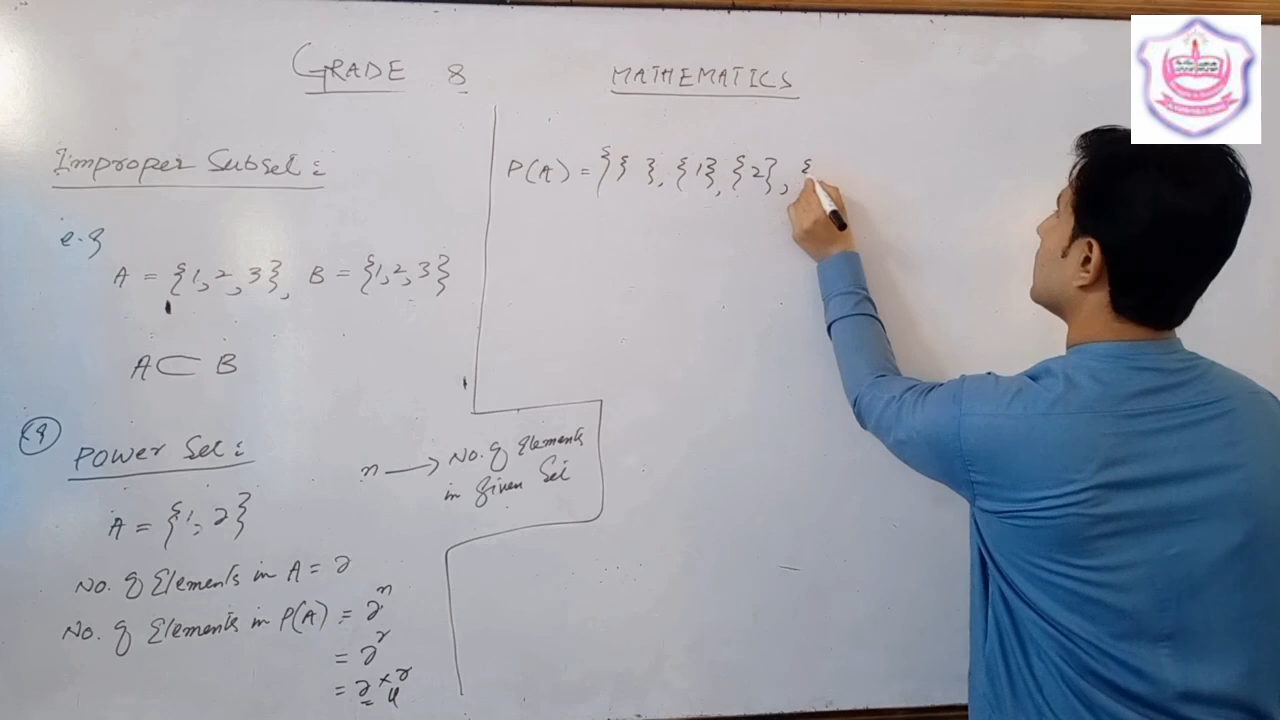 GRADE 8 MATHEMATICS
Improper Subset :
e.g
A = {1, 2, 3}, B = {1, 2, 3}
A ⊂ B
Power Set :
A = {1, 2}
No. of Elements in A = 2
No. of Elements in P(A) = 2ⁿ
= 2²
= 2 × 2
= 4
n → No. of Elements
in Given Set
P(A) = { { }, {1}, {2}, {